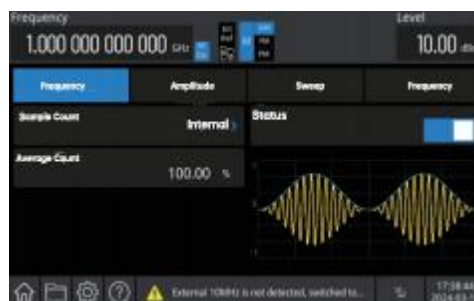 Frequency
Level
1.000 000 000 000 GHz
10.00
Frequency
Amplitude
Sweep
Frequency
Sample Count
Internal
Status
Average Count
100.00 %
External 10MHz is not detected, switched to...